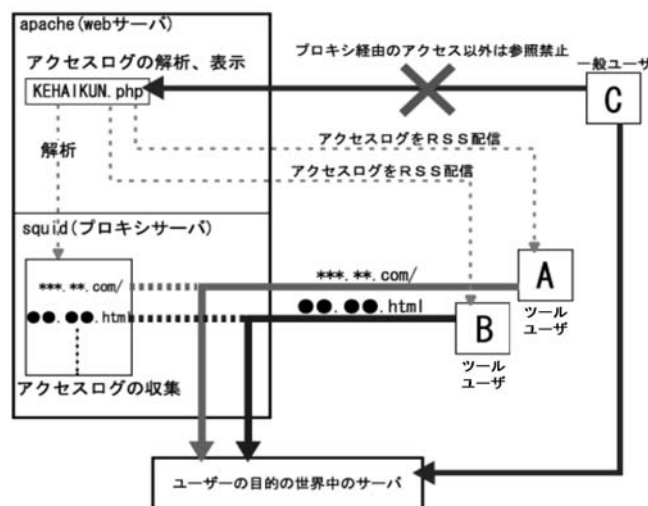 apache(webサーバ)
アクセスログの解析、表示
KEHAIKUN.php
プロキシ経由のアクセス以外は参照禁止
一般ユーザ
C
解析
アクセスログをＲＳＳ配信
アクセスログをＲＳＳ配信
squid(プロキシサーバ)
***.**.com/
●●.●●.html
アクセスログの収集
***.**.com/
●●.●●.html
A
ツール
ユーザ
B
ツール
ユーザ
ユーザーの目的の世界中のサーバ